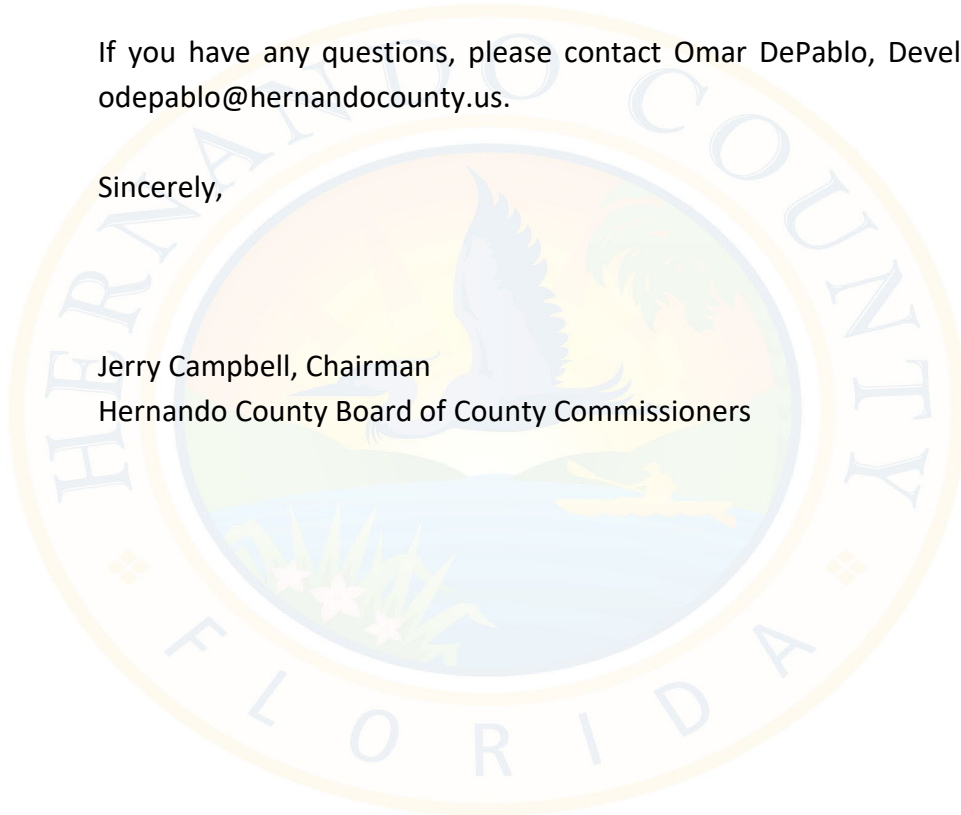 If you have any questions, please contact Omar DePablo, Devel
odepablo@hernandocounty.us.
Sincerely,
Jerry Campbell, Chairman
Hernando County Board of County Commissioners
HERNANDO COUNTY
FLORIDA